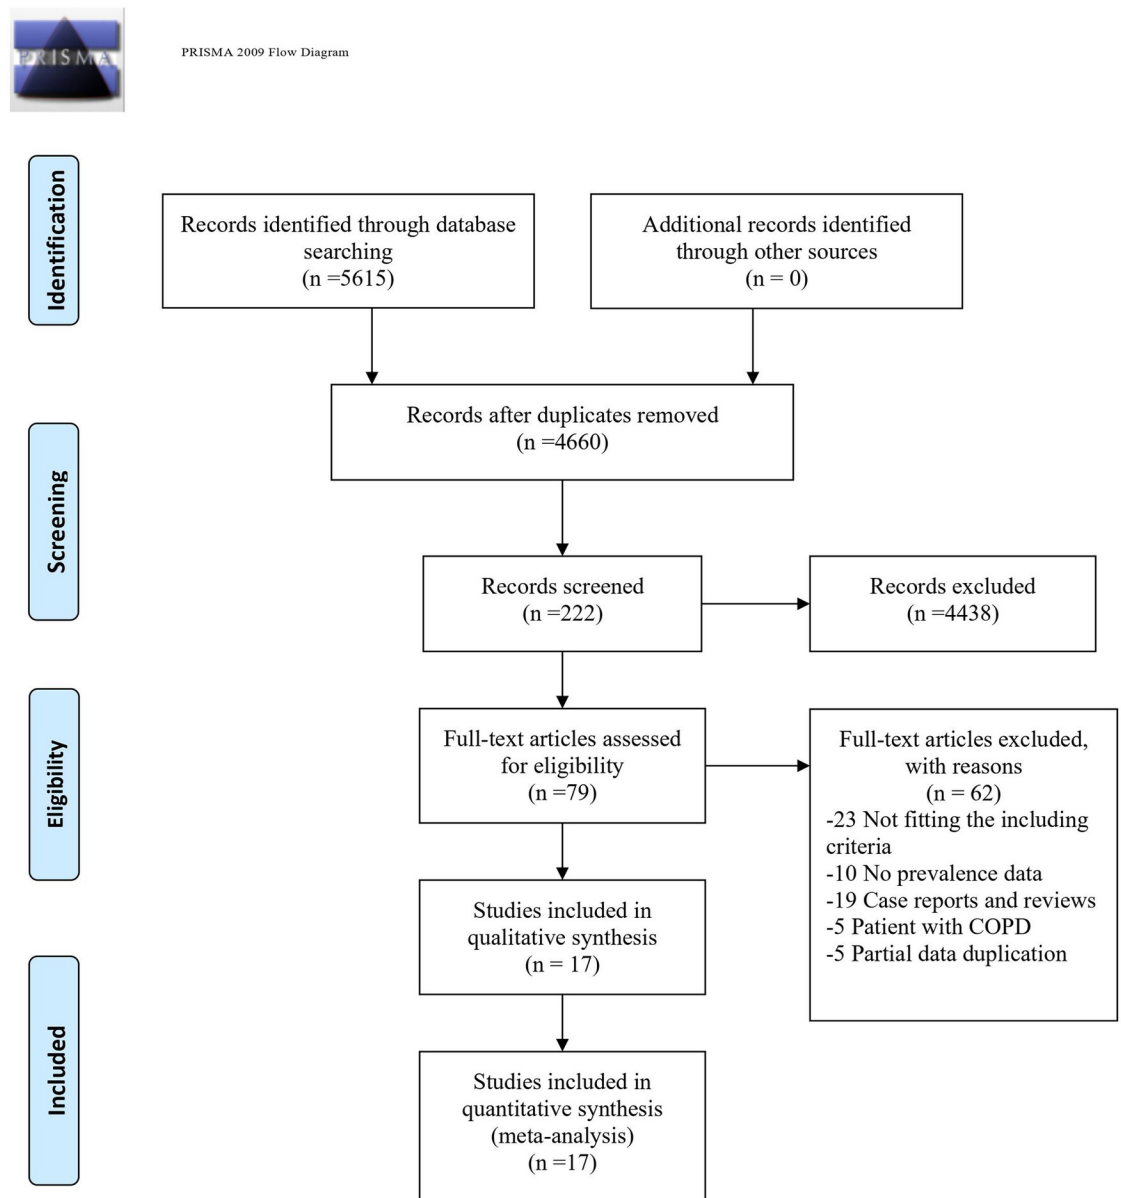 PRISMA
PRISMA 2009 Flow Diagram
Identification
Records identified through database
searching
(n =5615)
Additional records identified
through other sources
(n = 0)
Records after duplicates removed
(n =4660)
Screening
Records screened
(n =222)
Records excluded
(n =4438)
Eligibility
Full-text articles assessed
for eligibility
(n =79)
Full-text articles excluded,
with reasons
(n = 62)
-23 Not fitting the including
criteria
-10 No prevalence data
-19 Case reports and reviews
-5 Patient with COPD
-5 Partial data duplication
Studies included in
qualitative synthesis
(n = 17)
Included
Studies included in
quantitative synthesis
(meta-analysis)
(n =17)